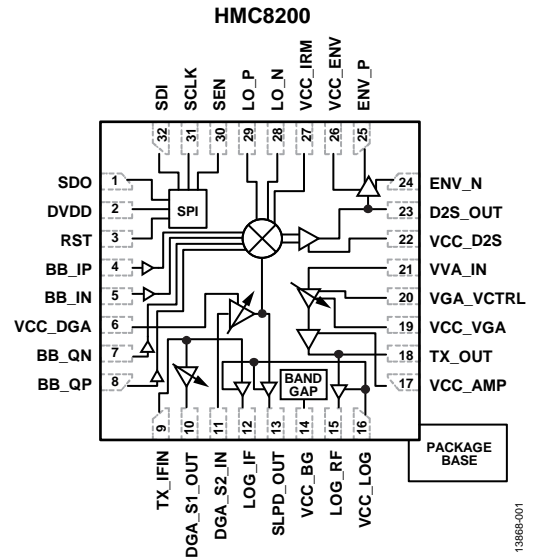 HMC8200
SDI
SCLK
SEN
LO_P
LO_N
VCC_IRM
VCC_ENV
ENV_P
32
31
30
29
28
27
26
25
SDO 1
DVDD 2
RST 3
BB_IP 4
BB_IN 5
VCC_DGA 6
BB_QN 7
BB_QP 8
SPI
24 ENV_N
23 D2S_OUT
22 VCC_D2S
21 VVA_IN
20 VGA_VCTRL
19 VCC_VGA
18 TX_OUT
17 VCC_AMP
BAND
GAP
9
10
11
12
13
14
15
16
TX_IFIN
DGA_S1_OUT
DGA_S2_IN
LOG_IF
SLPD_OUT
VCC_BG
LOG_RF
VCC_LOG
PACKAGE
BASE
13868-001